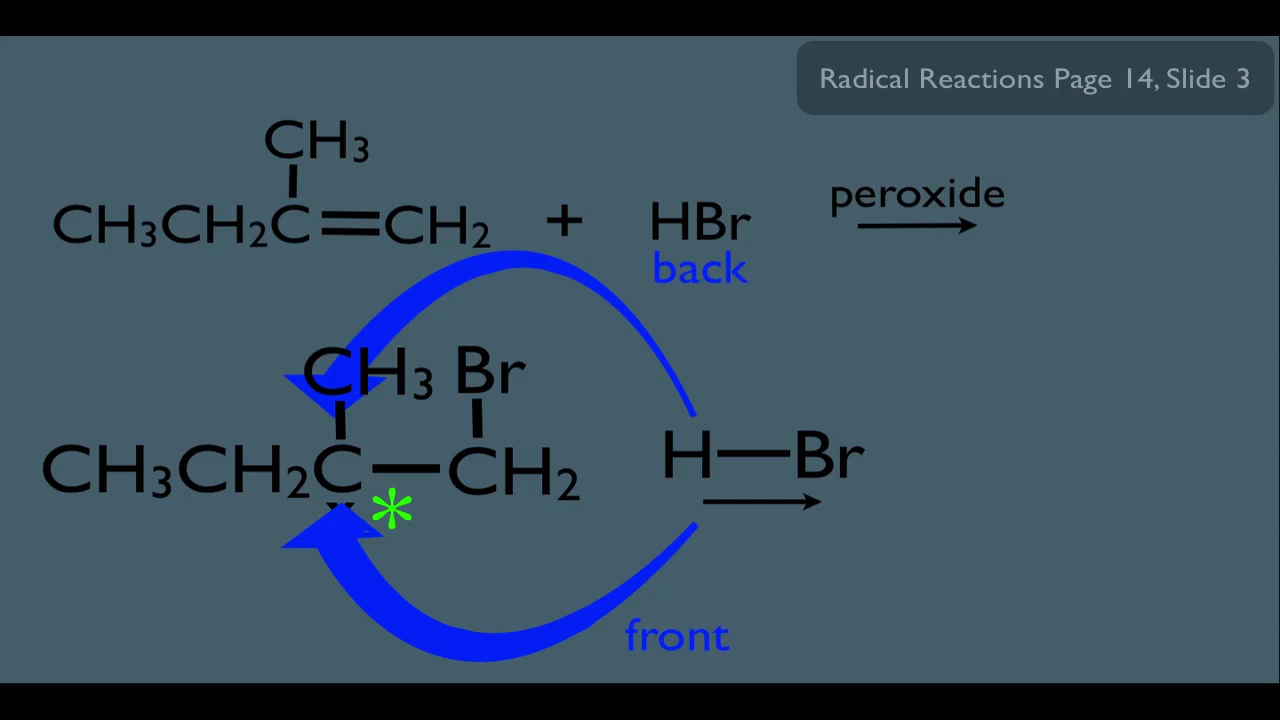 Radical Reactions Page 14, Slide 3
CH3
peroxide
CH3CH2C=CH2 + HBr
back
CH3 Br
H—Br
CH3CH2C—CH2
*
front